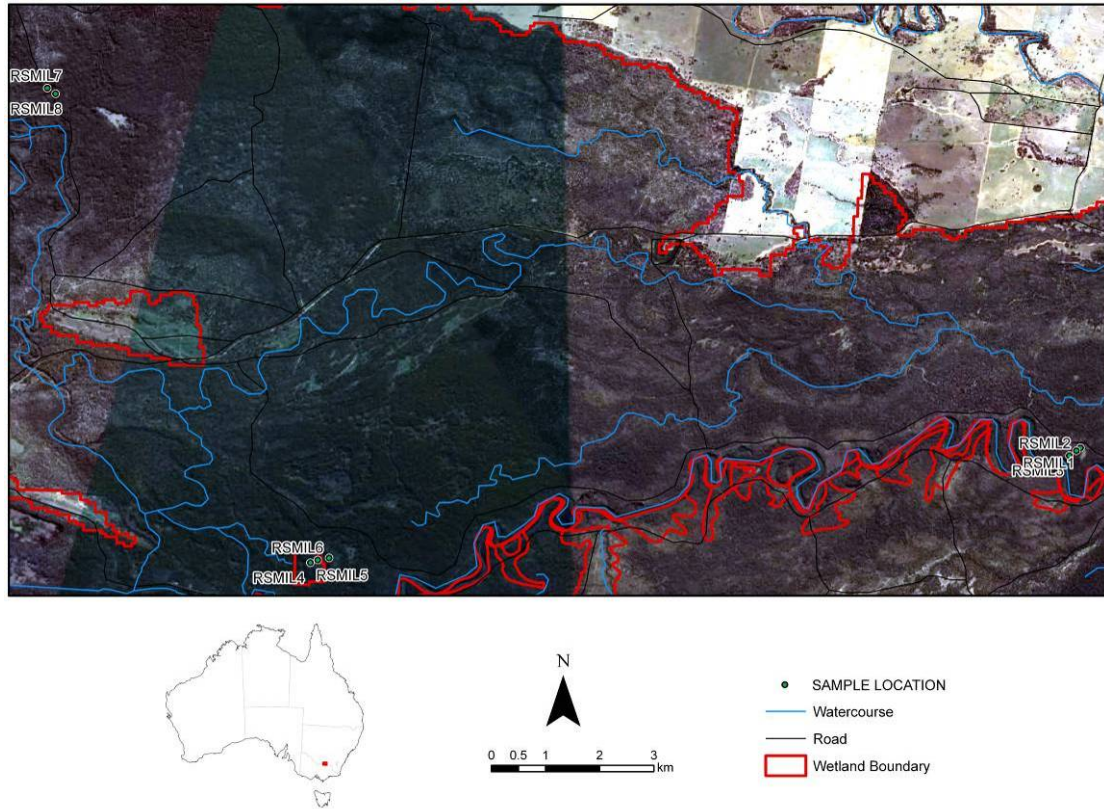 RSMIL7
RSMIL8
RSMIL2
RSMIL1
RSMIL3
RSMIL6
RSMIL4
RSMIL5
N
0 0.5 1 2 3
km
SAMPLE LOCATION
Watercourse
Road
Wetland Boundary